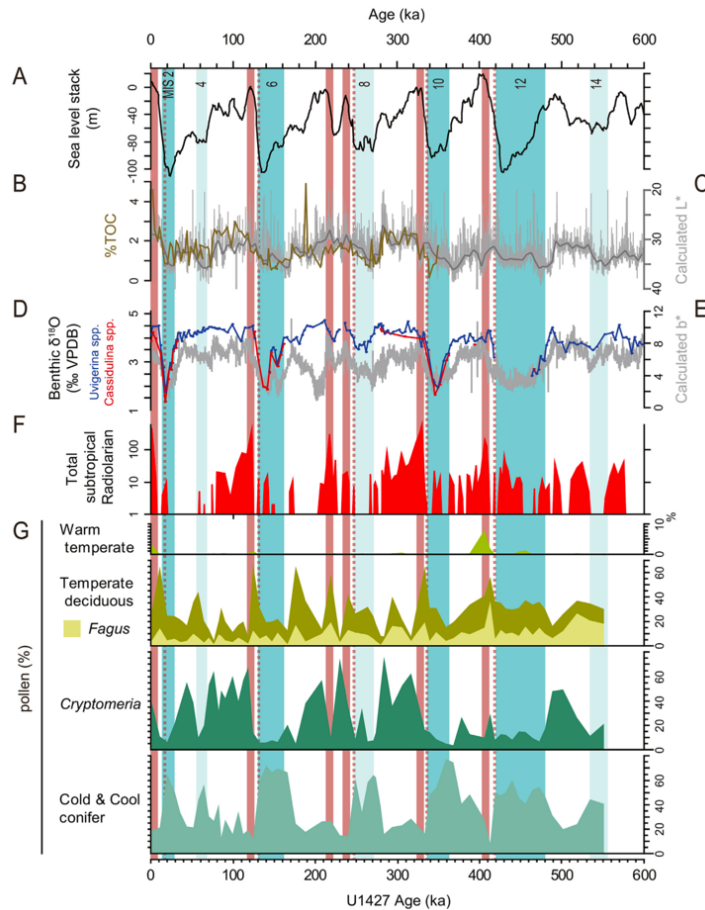 Age (ka)
0 100 200 300 400 500 600
A
Sea level stack
(m)
0
-20
-40
-60
-80
-100
MIS 2
4
6
8
10
12
14
B
%TOC
4
2
0
C
Calculated L*
20
30
40
D
Benthic δ18O
(‰ VPDB)
Uvigerina spp.
Cassidulina spp.
5
3
1
E
Calculated b*
12
8
4
0
F
Total
subtropical
Radiolarian
100
10
1
G
pollen (%)
Warm
temperate
10
%
0
Temperate
deciduous
Fagus
60
40
20
0
Cryptomeria
80
60
40
20
0
Cold & Cool
conifer
60
40
20
0
0 100 200 300 400 500 600
U1427 Age (ka)